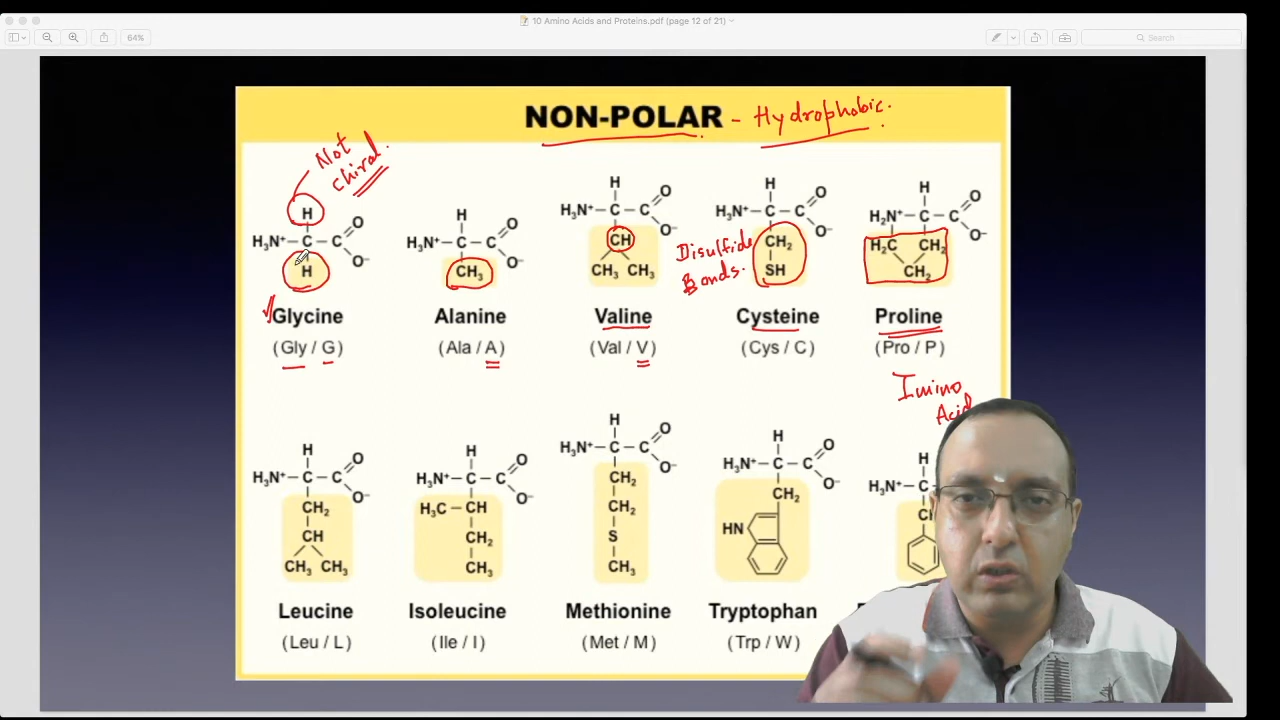 10 Amino Acids and Proteins.pdf (page 12 of 21)
64%
Search
NON-POLAR - Hydrophobic.
Not chiral.
H
H₃N⁺ — C — C
O
O⁻
H
Glycine
(Gly / G)
H
H₃N⁺ — C — C
O
O⁻
CH₃
Alanine
(Ala / A)
H
H₃N⁺ — C — C
O
O⁻
CH
CH₃ CH₃
Valine
(Val / V)
Disulfide
Bonds.
H
H₃N⁺ — C — C
O
O⁻
CH₂
SH
Cysteine
(Cys / C)
H
H₂N⁺ — C — C
O
O⁻
H₂C CH₂
CH₂
Proline
(Pro / P)
Imino
Acid
H
H₃N⁺ — C — C
O
O⁻
CH₂
CH
CH₃ CH₃
Leucine
(Leu / L)
H
H₃N⁺ — C — C
O
O⁻
H₃C — CH
CH₂
CH₃
Isoleucine
(Ile / I)
H
H₃N⁺ — C — C
O
O⁻
CH₂
CH₂
S
CH₃
Methionine
(Met / M)
H
H₃N⁺ — C — C
O
O⁻
CH₂
HN
Tryptophan
(Trp / W)
H
H₃N⁺ — C